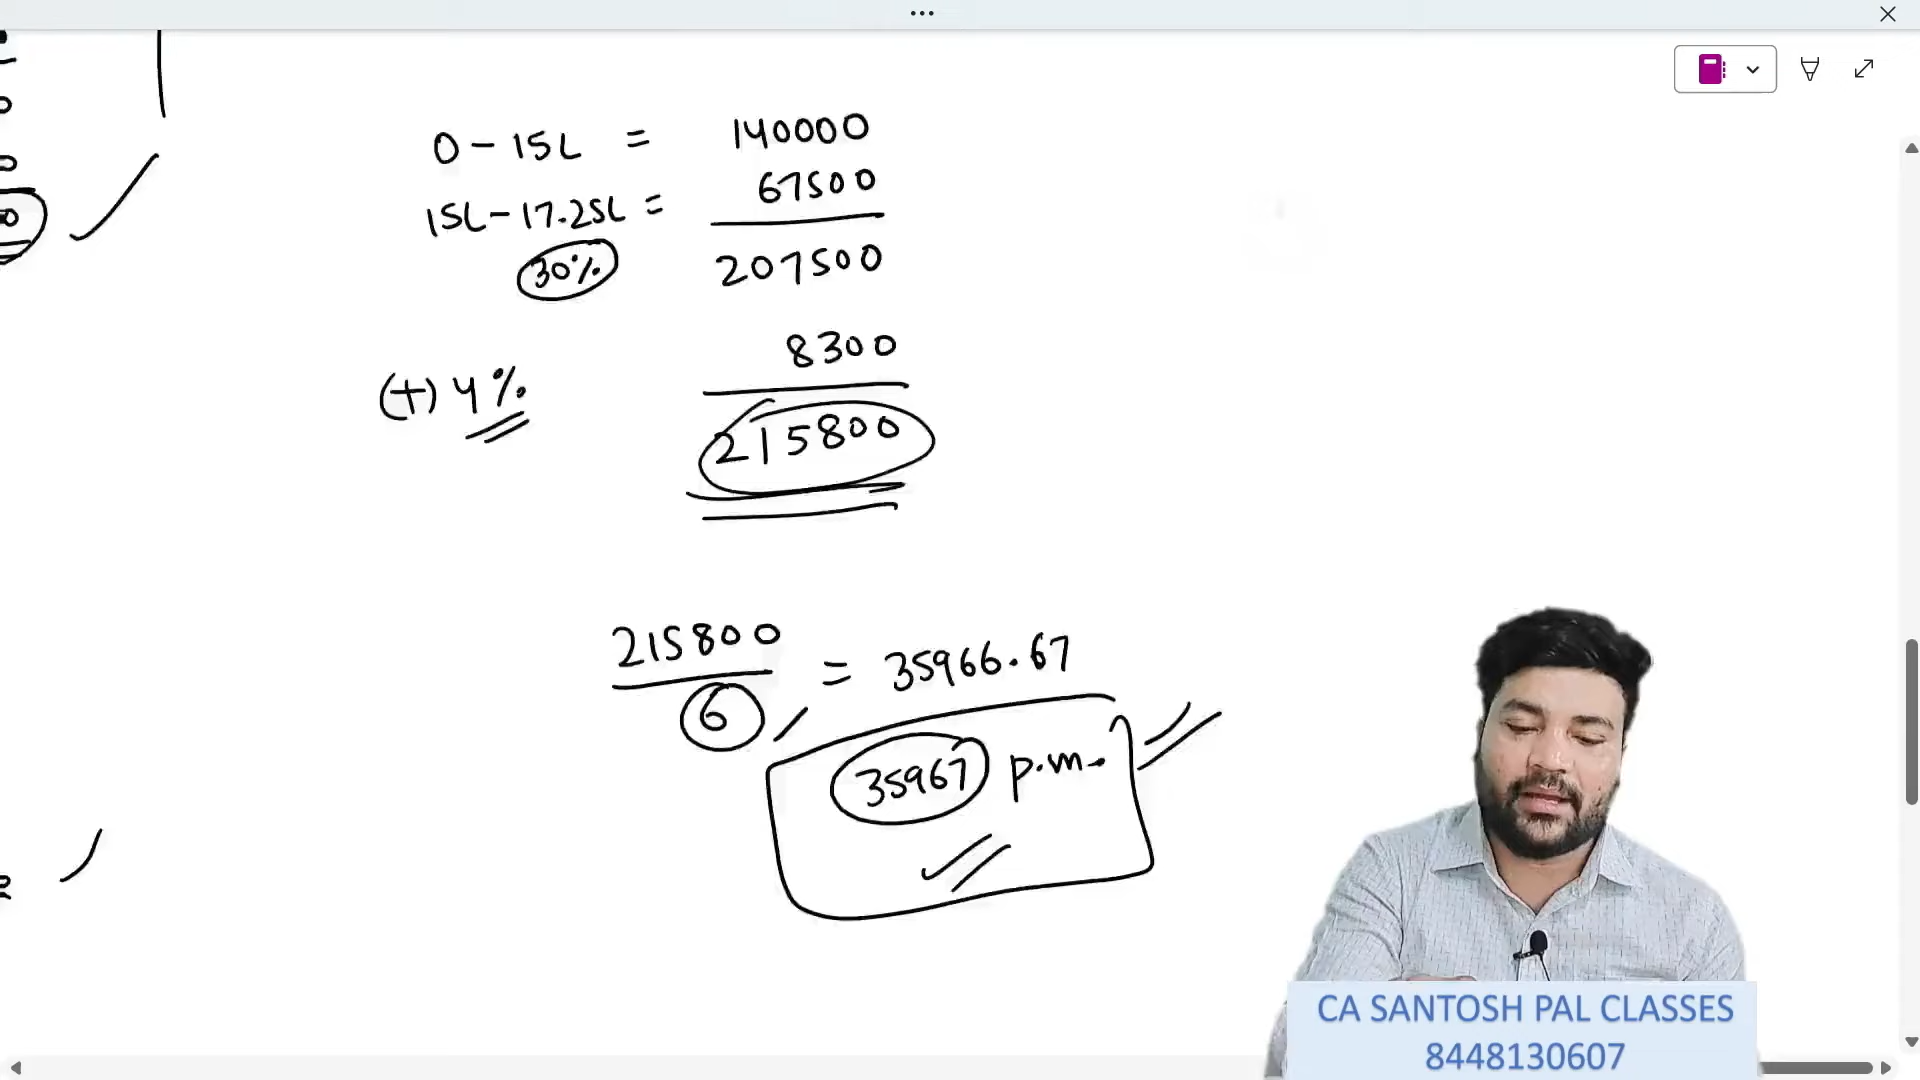 0 - 15L = 140000
15L - 17.25L = 67500
30%
207500
(+) 4%
8300
215800
215800
6
= 35966.67
35967 p.m.
CA SANTOSH PAL CLASSES
8448130607